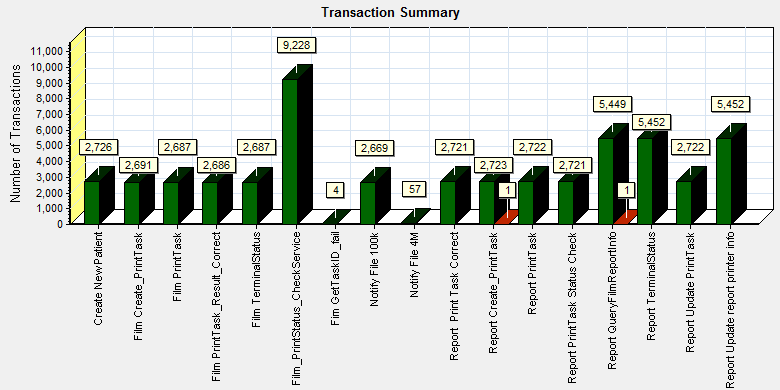 Transaction Summary
Number of Transactions
11,000
10,000
9,000
8,000
7,000
6,000
5,000
4,000
3,000
2,000
1,000
0
2,726
2,691
2,687
2,686
2,687
9,228
4
2,669
57
2,721
2,723
1
2,722
2,721
5,449
1
5,452
2,722
5,452
Create NewPatient
Film Create_PrintTask
Film PrintTask
Film PrintTask_Result_Correct
Film TerminalStatus
Film_PrintStatus_CheckService
Fim GetTaskID_fail
Notify File 100k
Notify File 4M
Report Print Task Correct
Report Create_PrintTask
Report PrintTask
Report PrintTask Status Check
Report QueryFilmReportInfo
Report TerminalStatus
Report Update PrintTask
Report Update report printer info